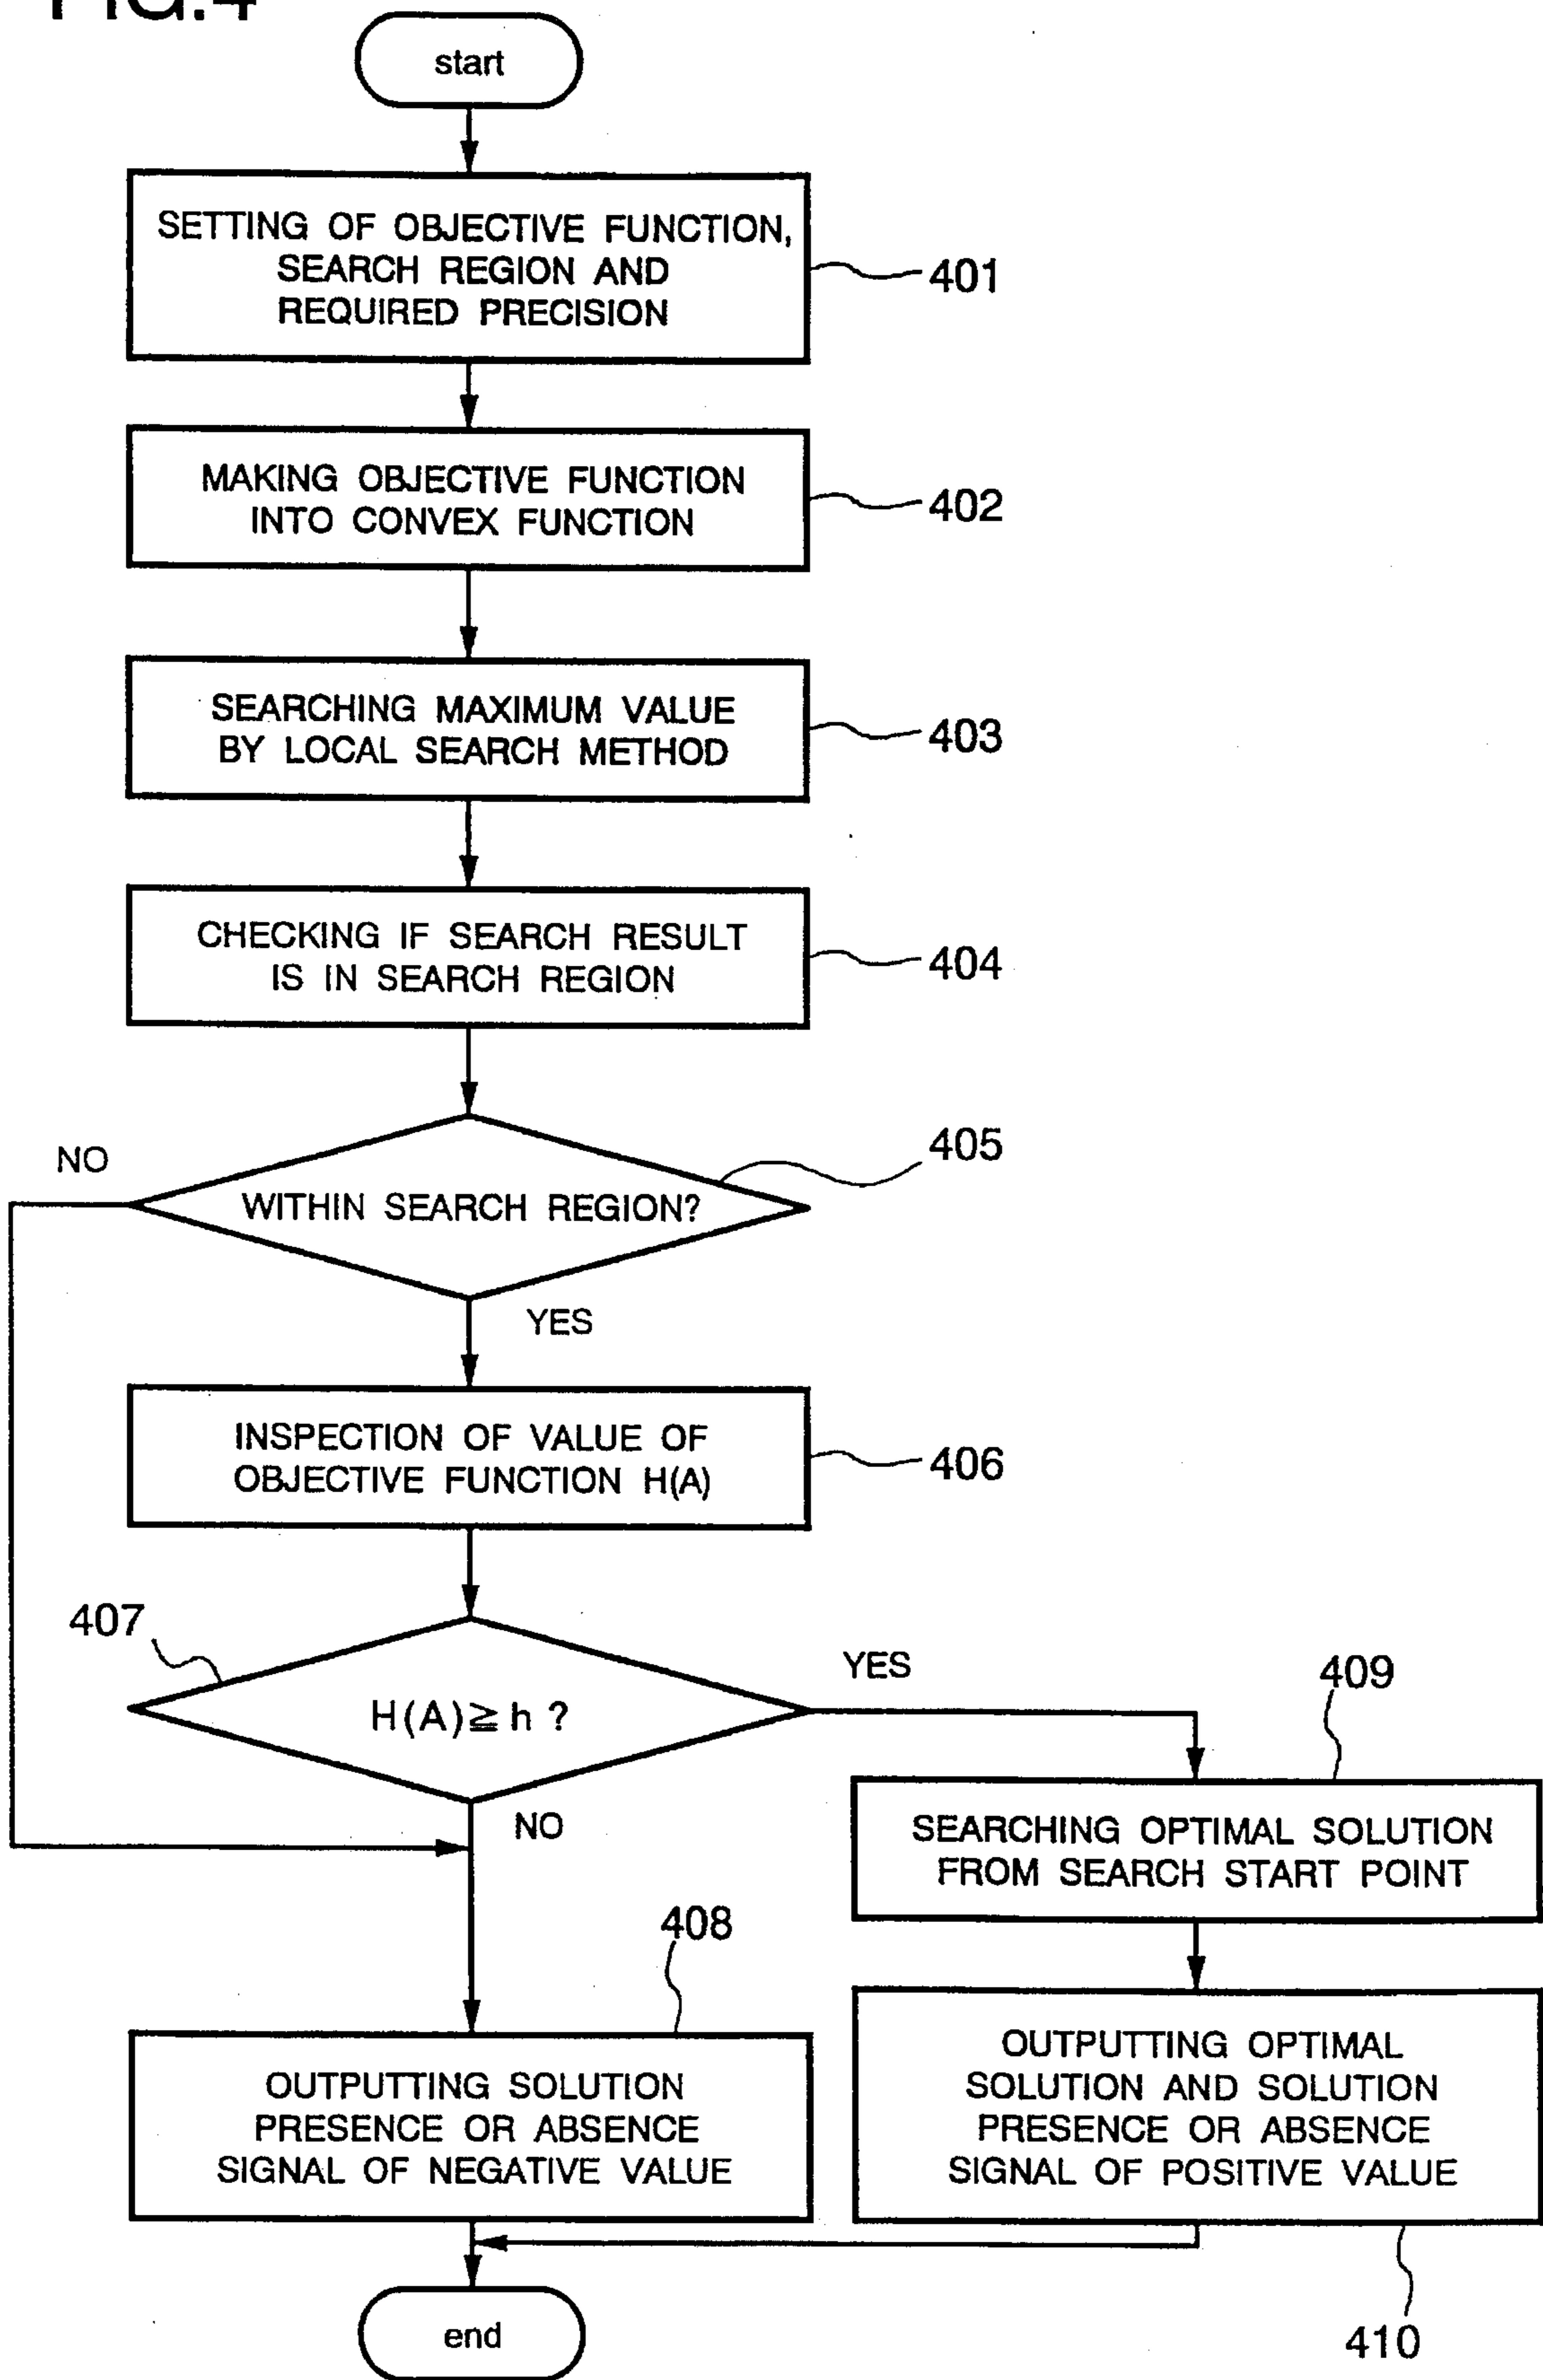 FIG.4
start
SETTING OF OBJECTIVE FUNCTION,
SEARCH REGION AND
REQUIRED PRECISION
401
MAKING OBJECTIVE FUNCTION
INTO CONVEX FUNCTION
402
SEARCHING MAXIMUM VALUE
BY LOCAL SEARCH METHOD
403
CHECKING IF SEARCH RESULT
IS IN SEARCH REGION
404
405
NO
WITHIN SEARCH REGION?
YES
INSPECTION OF VALUE OF
OBJECTIVE FUNCTION H(A)
406
407
H(A)≧h ?
YES
NO
409
SEARCHING OPTIMAL SOLUTION
FROM SEARCH START POINT
408
OUTPUTTING SOLUTION
PRESENCE OR ABSENCE
SIGNAL OF NEGATIVE VALUE
OUTPUTTING OPTIMAL
SOLUTION AND SOLUTION
PRESENCE OR ABSENCE
SIGNAL OF POSITIVE VALUE
410
end